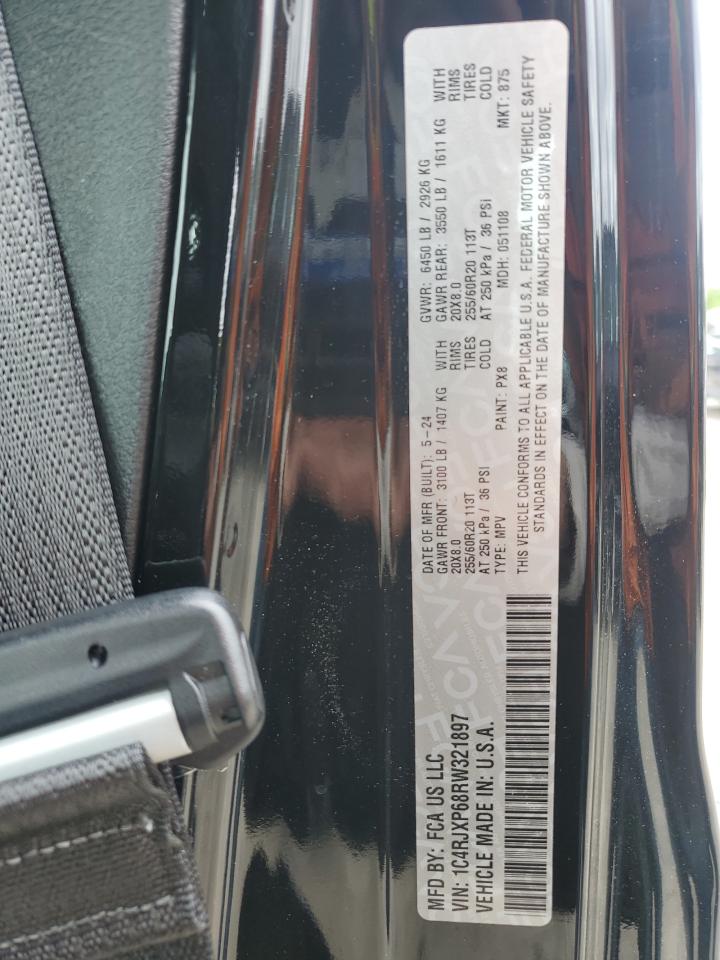 MFD BY: FCA US LLC
VIN: 1C4RJXP68RW321897
VEHICLE MADE IN: U.S.A.
DATE OF MFR (BUILT): 5-24 GVWR: 6450 LB / 2926 KG
GAWR FRONT: 3100 LB / 1407 KG WITH GAWR REAR: 3550 LB / 1611 KG WITH
20X8.0 RIMS 20X8.0 RIMS
255/60R20 113T TIRES 255/60R20 113T TIRES
AT 250 kPa / 36 PSI COLD AT 250 kPa / 36 PSI COLD
TYPE: MPV PAINT: PX8 MDH: 051108 MKT: 875
THIS VEHICLE CONFORMS TO ALL APPLICABLE U.S.A. FEDERAL MOTOR VEHICLE SAFETY
STANDARDS IN EFFECT ON THE DATE OF MANUFACTURE SHOWN ABOVE.